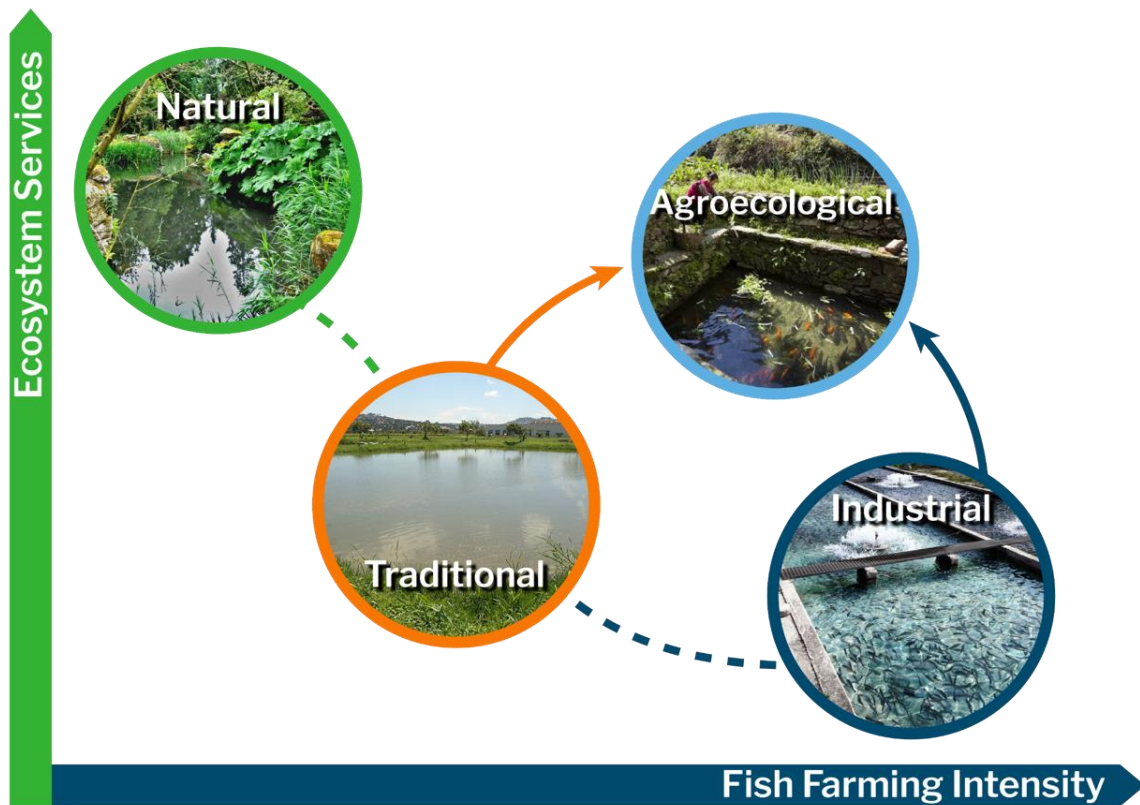 Ecosystem Services
Natural
Agroecological
Traditional
Industrial
Fish Farming Intensity